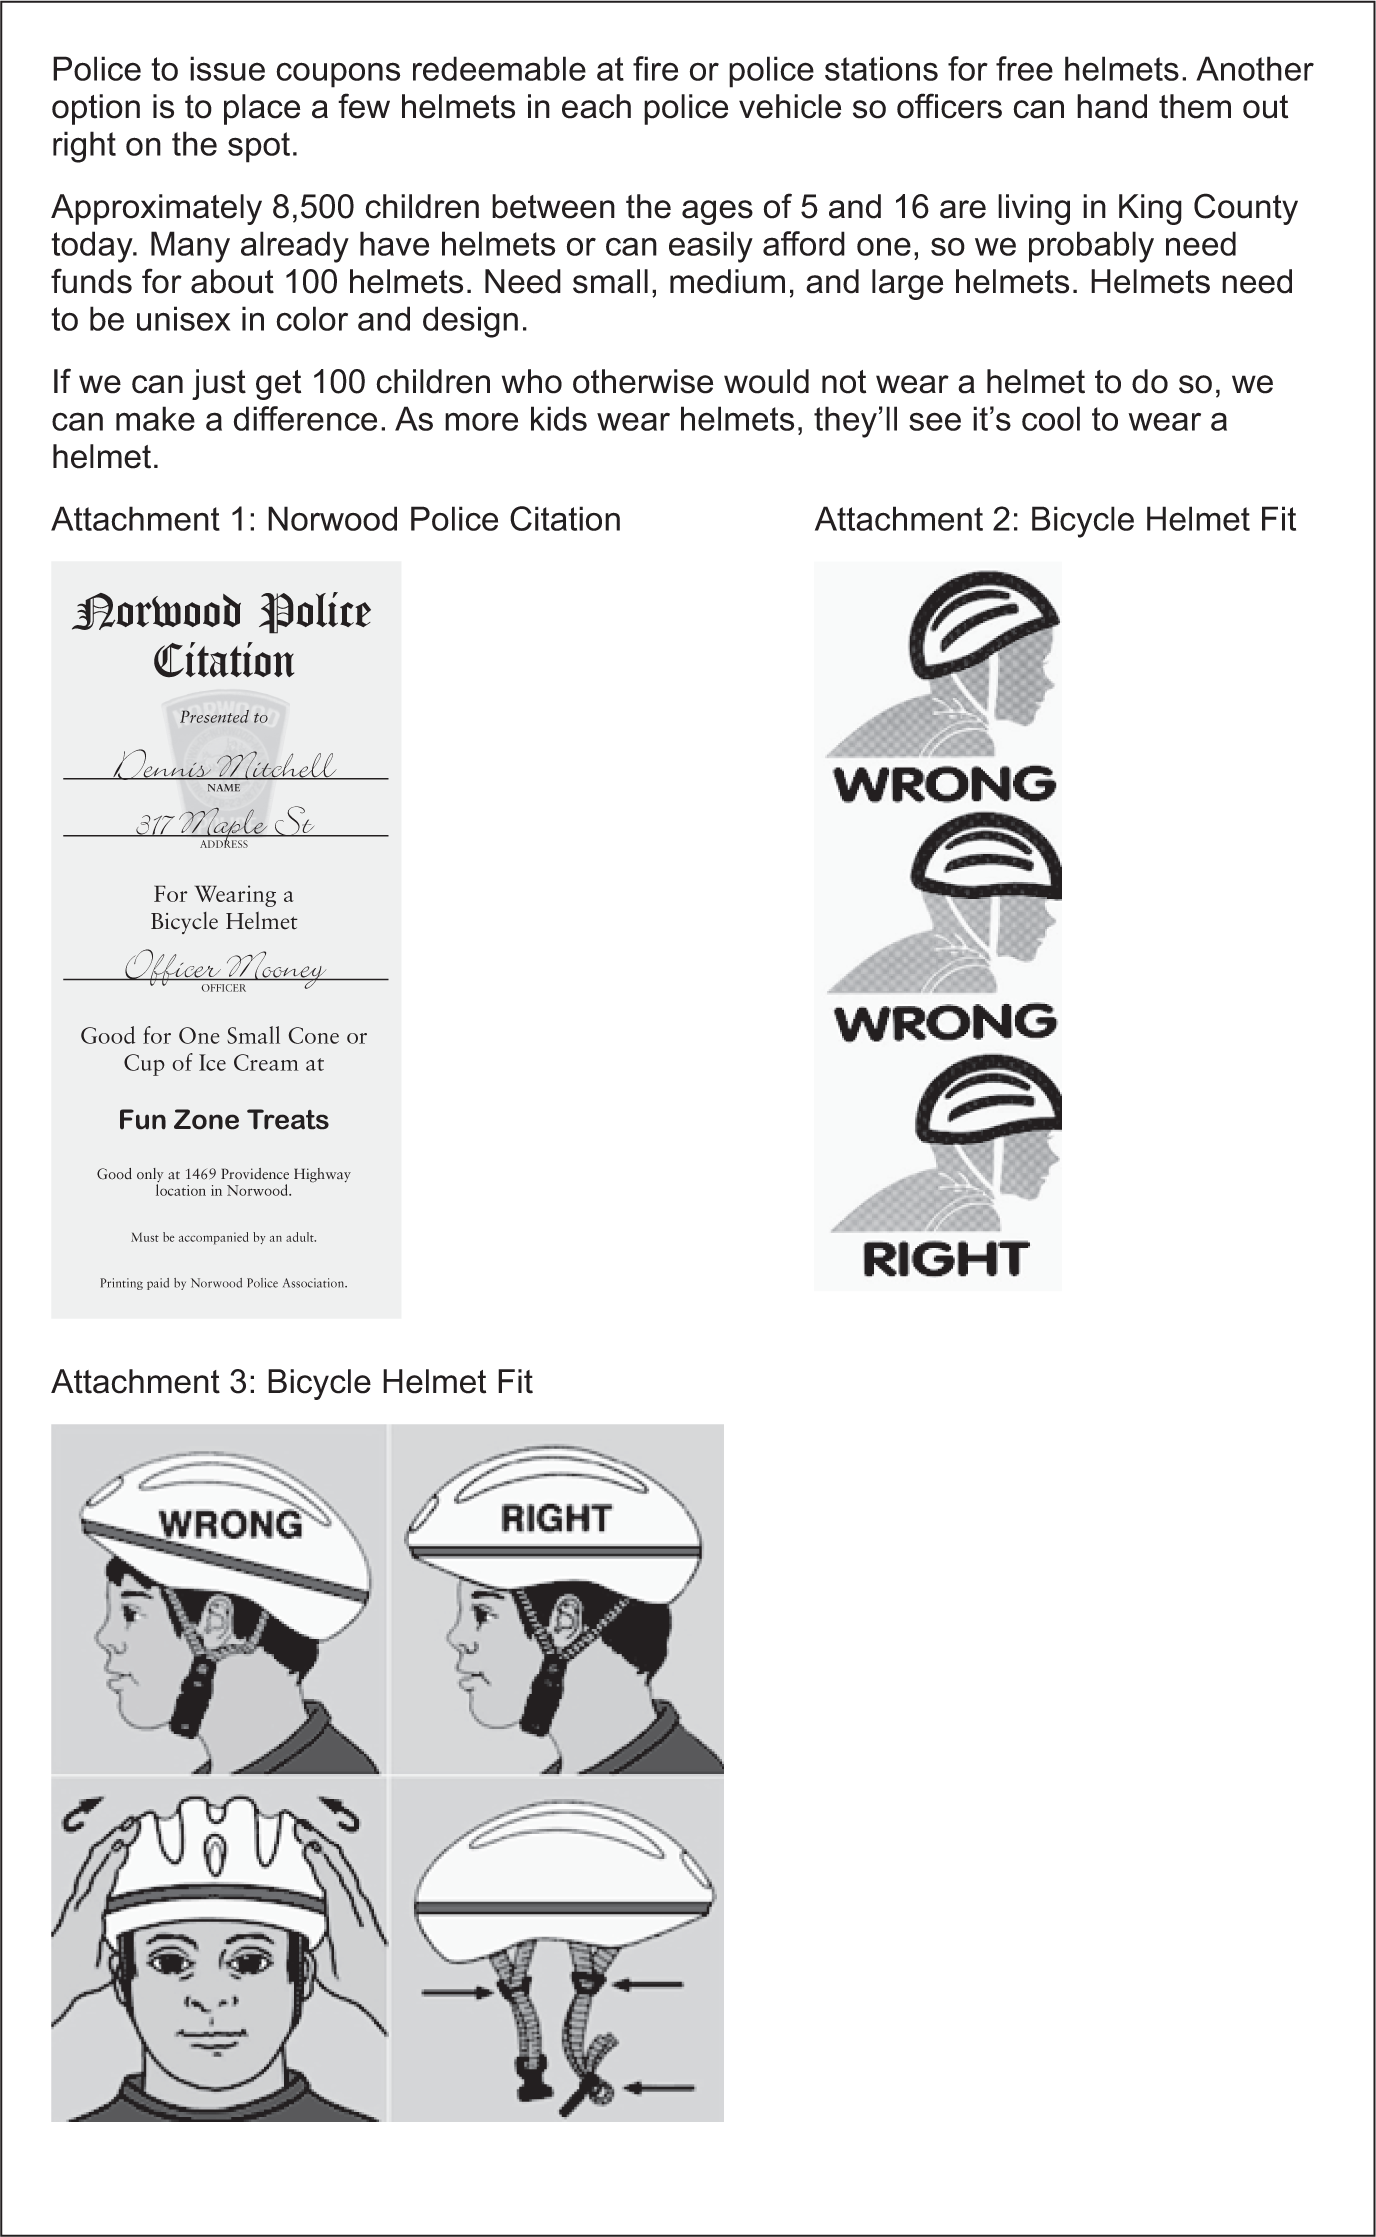 Police to issue coupons redeemable at fire or police stations for free helmets. Another
option is to place a few helmets in each police vehicle so officers can hand them out
right on the spot.
Approximately 8,500 children between the ages of 5 and 16 are living in King County
today. Many already have helmets or can easily afford one, so we probably need
funds for about 100 helmets. Need small, medium, and large helmets. Helmets need
to be unisex in color and design.
If we can just get 100 children who otherwise would not wear a helmet to do so, we
can make a difference. As more kids wear helmets, they’ll see it’s cool to wear a
helmet.
Attachment 1: Norwood Police Citation
Norwood Police
Citation
NORWOOD
Presented to
Dennis Mitchell
NAME
317 Maple St
ADDRESS
For Wearing a
Bicycle Helmet
Officer Mooney
OFFICER
Good for One Small Cone or
Cup of Ice Cream at
Fun Zone Treats
Good only at 1469 Providence Highway
location in Norwood.
Must be accompanied by an adult.
Printing paid by Norwood Police Association.
Attachment 2: Bicycle Helmet Fit
WRONG
WRONG
RIGHT
Attachment 3: Bicycle Helmet Fit
WRONG
RIGHT